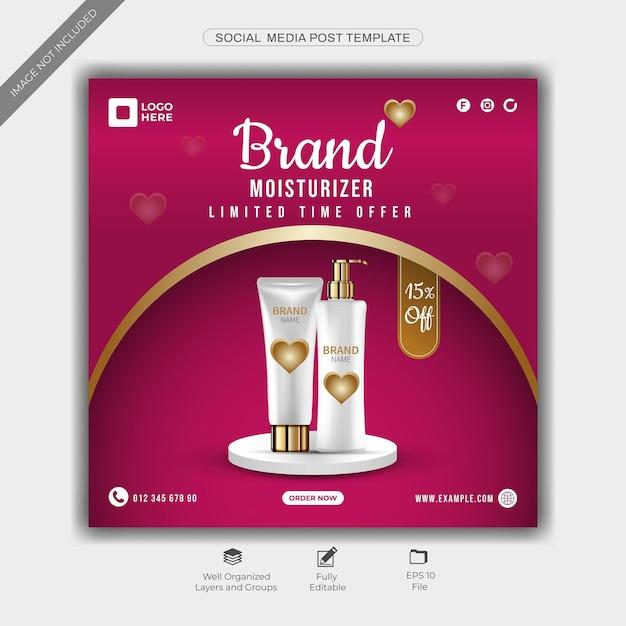 IMAGE NOT INCLUDED
SOCIAL MEDIA POST TEMPLATE
LOGO
HERE
Brand
MOISTURIZER
LIMITED TIME OFFER
15%
Off
BRAND
NAME
BRAND
NAME
012 345 678 90
ORDER NOW
WWW.EXAMPLE.COM
Well Organized
Layers and Groups
Fully
Editable
EPS 10
File